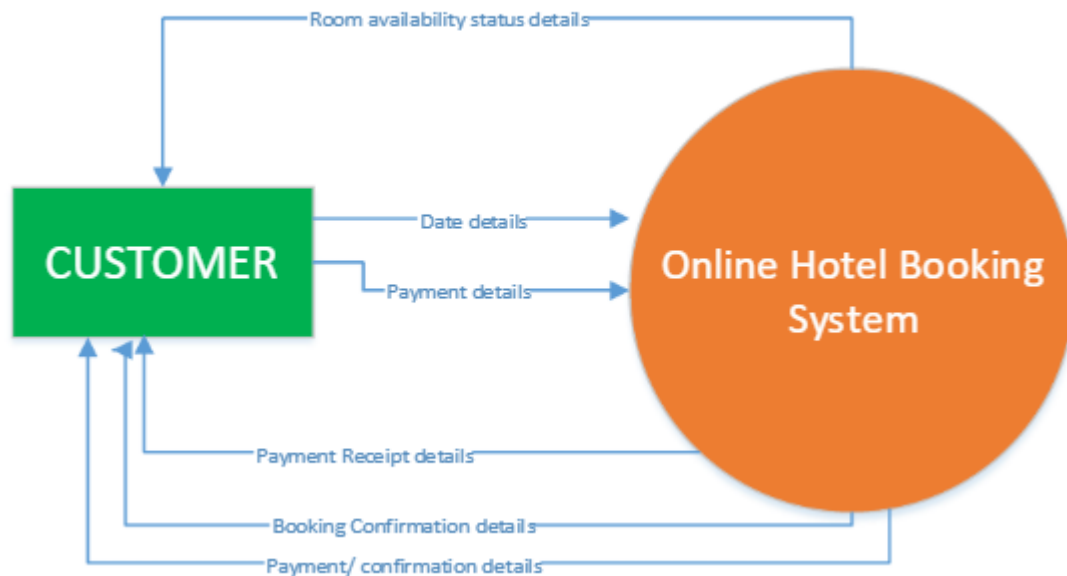 Room availability status details
Date details
CUSTOMER
Online Hotel Booking
System
Payment details
Payment Receipt details
Booking Confirmation details
Payment/ confirmation details